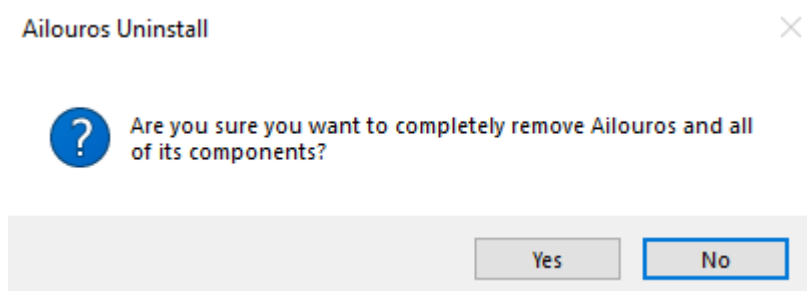 Ailouros Uninstall
?
Are you sure you want to completely remove Ailouros and all
of its components?
Yes No